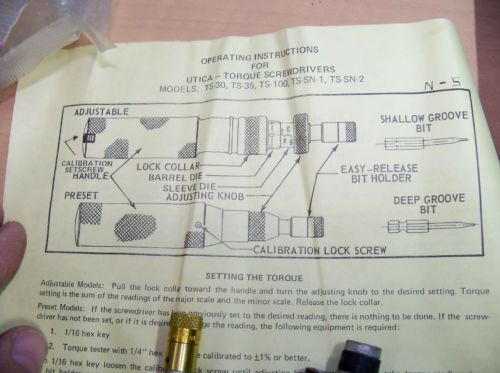 OPERATING INSTRUCTIONS
FOR
UTICA - TORQUE SCREWDRIVERS
MODELS: TS-30, TS-35, TS-100, TS-SN-1, TS-SN-2
N-5
ADJUSTABLE
SHALLOW GROOVE
BIT
CALIBRATION
SETSCREW
HANDLE
LOCK COLLAR
BARREL DIE
SLEEVE DIE
ADJUSTING KNOB
EASY-RELEASE
BIT HOLDER
PRESET
DEEP GROOVE
BIT
CALIBRATION LOCK SCREW
SETTING THE TORQUE
Adjustable Models: Pull the lock collar toward the handle and turn the adjusting knob to the desired setting. Torque
setting is the sum of the readings of the major scale and the minor scale. Release the lock collar.
Preset Models: If the screwdriver has been previously set to the desired reading, there is nothing to be done. If the screw-
driver has not been set, or if it is desired to change the reading, the following equipment is required:
1. 1/16 hex key
2. Torque tester with 1/4" hex calibrated to ±1% or better.
1/16 hex key loosen the lock screw until